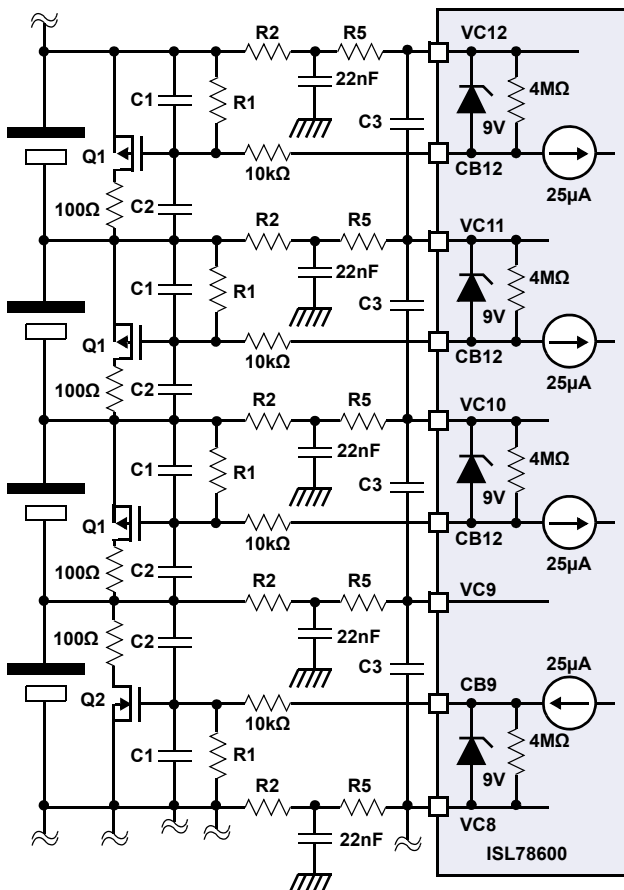 R2 R5 VC12
C1 R1 22nF C3 9V 4MΩ
Q1 10kΩ CB12
100Ω C2 25µA
R2 R5 VC11
C1 R1 22nF C3 9V 4MΩ
Q1 10kΩ CB12
100Ω C2 25µA
R2 R5 VC10
C1 R1 22nF C3 9V 4MΩ
Q1 10kΩ CB12
100Ω C2 25µA
R2 R5 VC9
100Ω C2 22nF C3 25µA
Q2 10kΩ CB9
C1 R1 9V 4MΩ
R2 R5 VC8
22nF
ISL78600